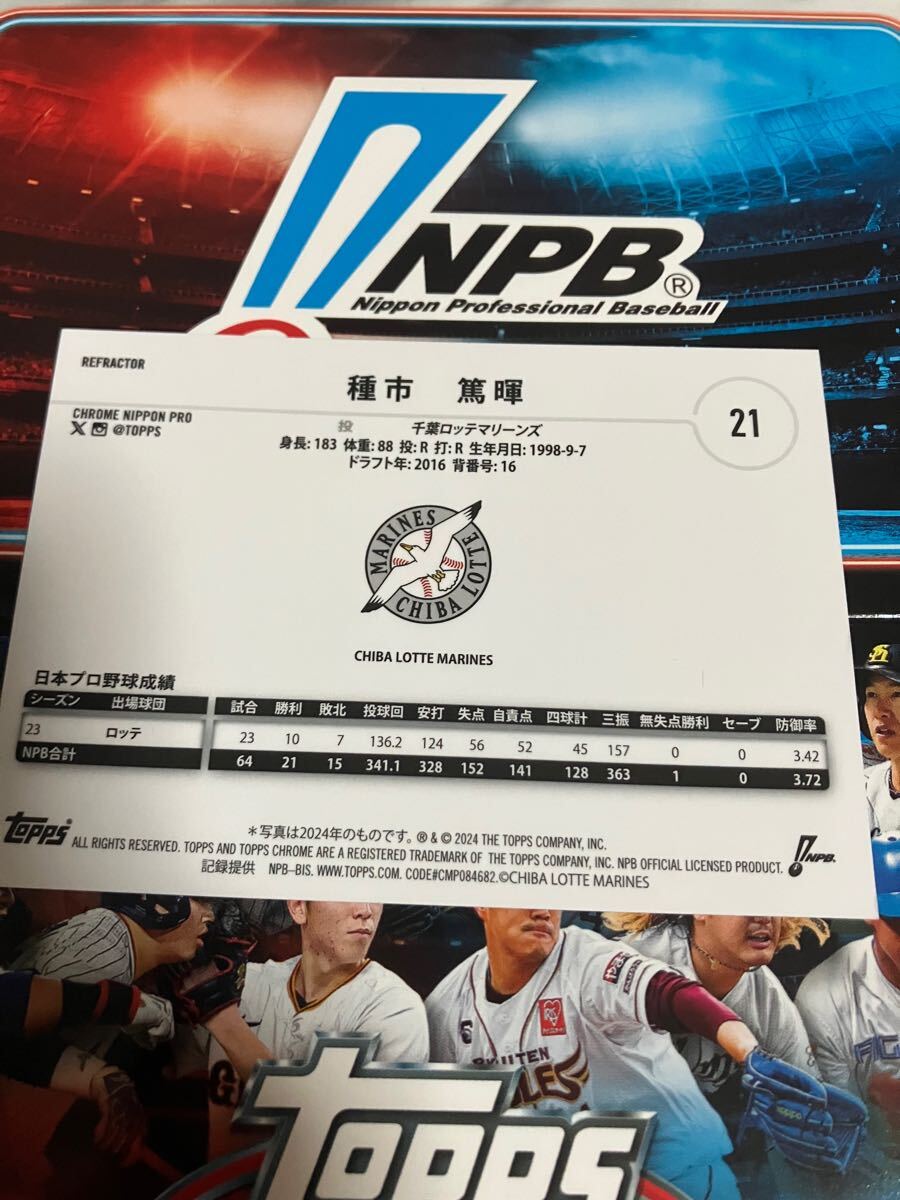 NPB®
Nippon Professional Baseball
REFRACTOR
種市 篤暉
21
CHROME NIPPON PRO
@TOPPS
投 千葉ロッテマリーンズ
身長: 183 体重: 88 投: R 打: R 生年月日: 1998-9-7
ドラフト年: 2016 背番号: 16
MARINES
CHIBA LOTTE
CHIBA LOTTE MARINES
日本プロ野球成績
シーズン 出場球団 試合 勝利 敗北 投球回 安打 失点 自責点 四球計 三振 無失点勝利 セーブ 防御率
23 ロッテ 23 10 7 136.2 124 56 52 45 157 0 0 3.42
NPB合計 64 21 15 341.1 328 152 141 128 363 1 0 3.72
Topps®
＊写真は2024年のものです。® & © 2024 THE TOPPS COMPANY, INC.
ALL RIGHTS RESERVED. TOPPS AND TOPPS CHROME ARE A REGISTERED TRADEMARK OF THE TOPPS COMPANY, INC. NPB OFFICIAL LICENSED PRODUCT.
記録提供 NPB-BIS. WWW.TOPPS.COM. CODE#CMP084682.©CHIBA LOTTE MARINES
NPB.
Topps